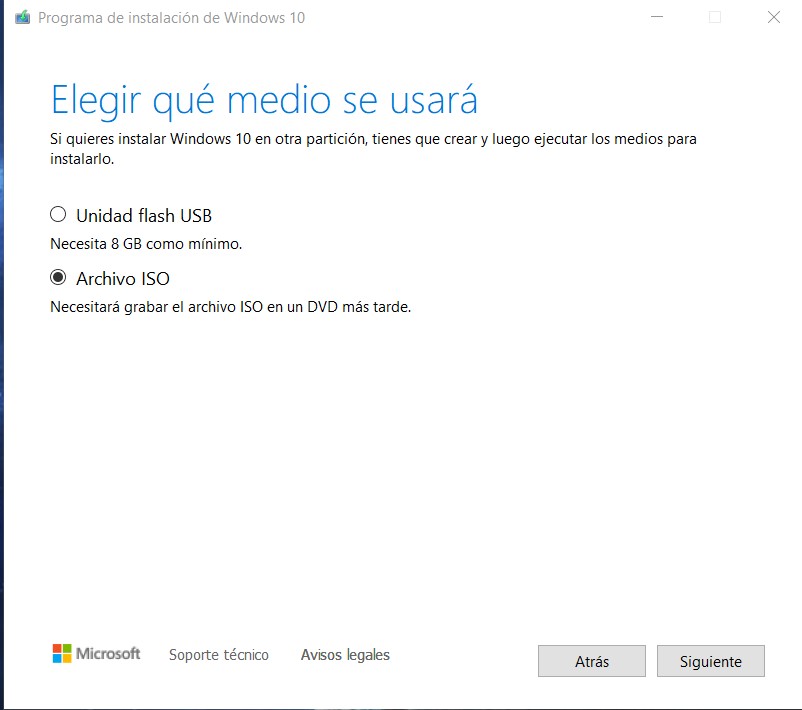 Programa de instalación de Windows 10
Elegir qué medio se usará
Si quieres instalar Windows 10 en otra partición, tienes que crear y luego ejecutar los medios para
instalarlo.
Unidad flash USB
Necesita 8 GB como mínimo.
Archivo ISO
Necesitará grabar el archivo ISO en un DVD más tarde.
Microsoft Soporte técnico Avisos legales Atrás Siguiente